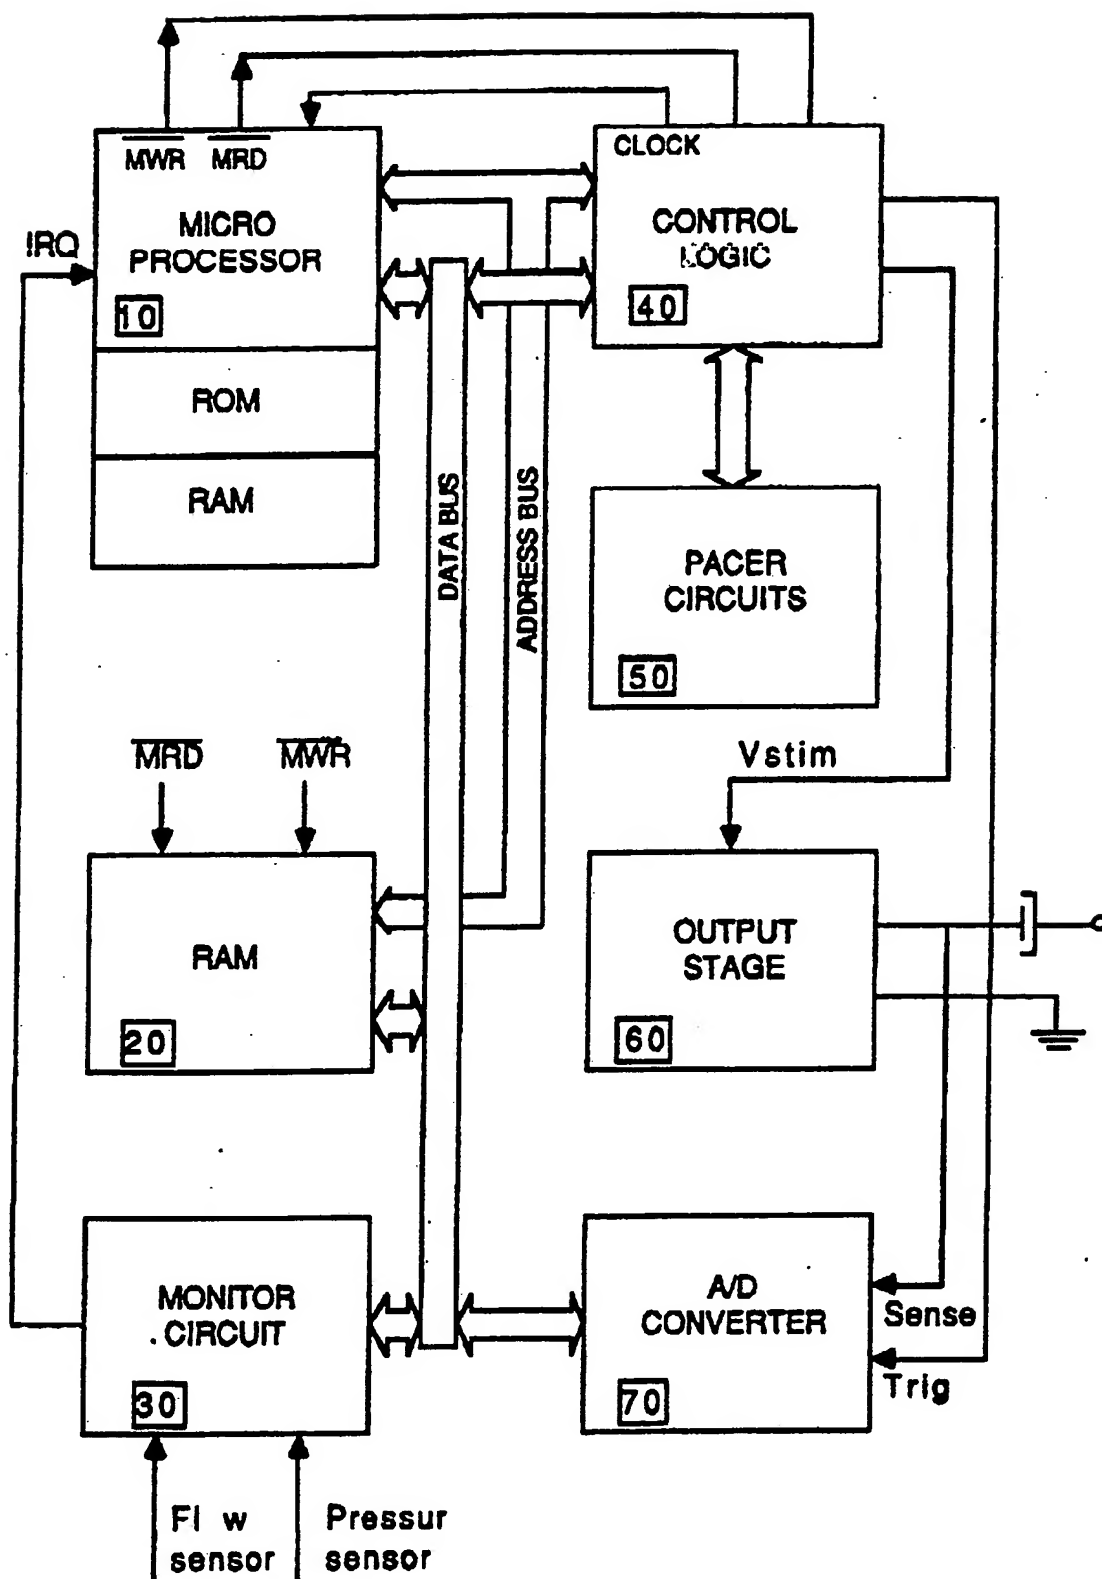 MWR MRD
MICRO
PROCESSOR
10
ROM
RAM
IRQ
CLOCK
CONTROL
LOGIC
40
DATA BUS
ADDRESS BUS
PACER
CIRCUITS
50
MRD MWR
RAM
20
Vstim
OUTPUT
STAGE
60
MONITOR
CIRCUIT
30
A/D
CONVERTER
70
Sense
Trig
Fl w
sensor
Pressur
sensor